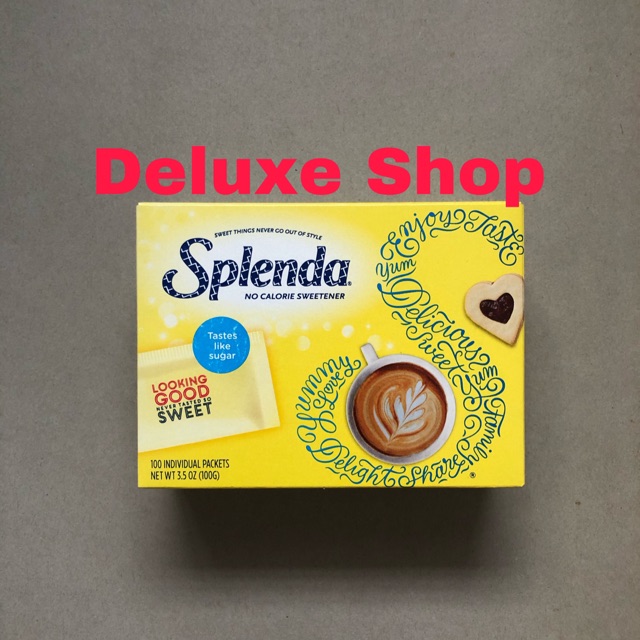 Deluxe Shop
SWEET THINGS NEVER GO OUT OF STYLE
Splenda®
NO CALORIE SWEETENER
Tastes
like
sugar
LOOKING
GOOD
NEVER TASTED SO
SWEET
100 INDIVIDUAL PACKETS
NET WT 3.5 OZ (100G)
Enjoy Taste
Yum
Delicious
Sweet
Yum
Family
Share
Delight
Love
Yummy
®